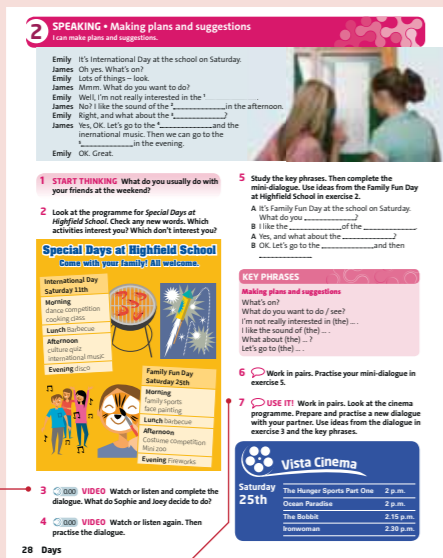 2 SPEAKING • Making plans and suggestions
I can make plans and suggestions.
Emily It's International Day at the school on Saturday.
James Oh yes. What's on?
Emily Lots of things – look.
James Mmm. What do you want to do?
Emily Well, I'm not really interested in the 1
James No? I like the sound of the 2____________ in the afternoon.
Emily Right, and what about the 3____________?
James Yes, OK. Let's go to the 4____________ and the
inernational music. Then we can go to the
5____________ in the evening.
Emily OK. Great.
1 START THINKING What do you usually do with
your friends at the weekend?
2 Look at the programme for Special Days at
Highfield School. Check any new words. Which
activities interest you? Which don't interest you?
Special Days at Highfield School
Come with your family! All welcome.
International Day
Saturday 11th
Morning
dance competition
cooking class
Lunch Barbecue
Afternoon
culture quiz
international music
Evening disco
Family Fun Day
Saturday 25th
Morning
family sports
face painting
Lunch barbecue
Afternoon
Costume competition
Mini zoo
Evening Fireworks
3 0.00 VIDEO Watch or listen and complete the
dialogue. What do Sophie and Joey decide to do?
4 0.00 VIDEO Watch or listen again. Then
practise the dialogue.
5 Study the key phrases. Then complete the
mini-dialogue. Use ideas from the Family Fun Day
at Highfield School in exercise 2.
A It's Family Fun Day at the school on Saturday.
What do you ____________?
B I like the ____________ of the ____________.
A Yes, and what about the ____________?
B OK. Let's go to the ____________ and then
____________
KEY PHRASES
Making plans and suggestions
What's on?
What do you want to do / see?
I'm not really interested in (the) ... .
I like the sound of (the) ... .
What about (the) ... ?
Let's go to (the) ... .
6 Work in pairs. Practise your mini-dialogue in
exercise 5.
7 USE IT! Work in pairs. Look at the cinema
programme. Prepare and practise a new dialogue
with your partner. Use ideas from the dialogue in
exercise 3 and the key phrases.
Vista Cinema
Saturday
25th
The Hunger Sports Part One 2 p.m.
Ocean Paradise 2 p.m.
The Bobbit 2.15 p.m.
Ironwoman 2.30 p.m.
28 Days